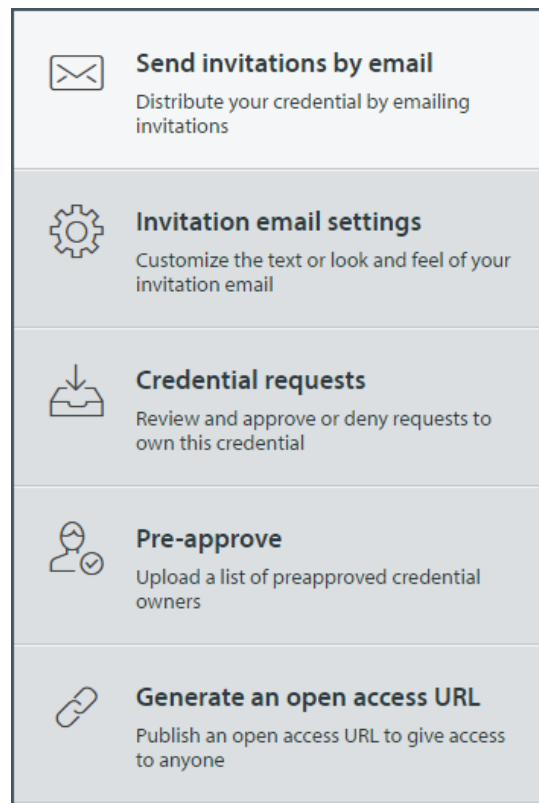 Send invitations by email
Distribute your credential by emailing
invitations
Invitation email settings
Customize the text or look and feel of your
invitation email
Credential requests
Review and approve or deny requests to
own this credential
Pre-approve
Upload a list of preapproved credential
owners
Generate an open access URL
Publish an open access URL to give access
to anyone